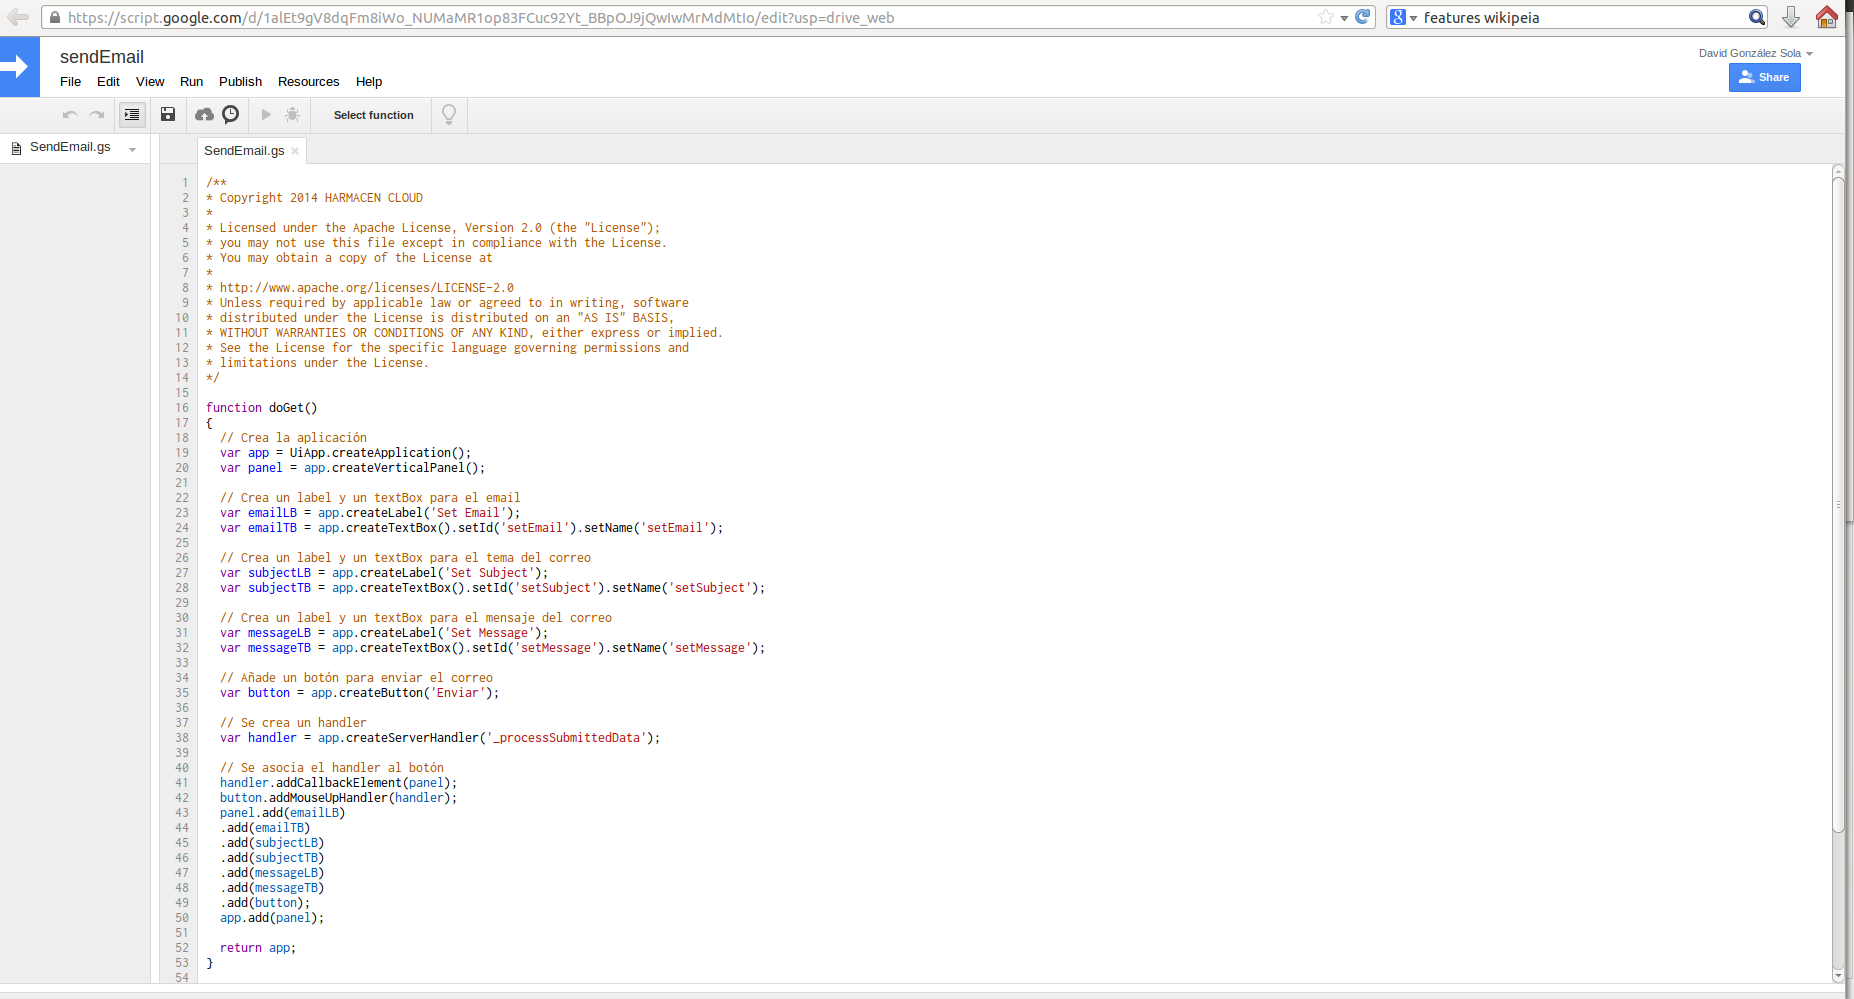 https://script.google.com/d/1alEt9gV8dqFm8iWo_NUMaMR1op83FCuc92Yt_BBpOJ9jQwIwMrMdMtIo/edit?usp=drive_web
8 features wikipeia
sendEmail
David González Sola
File Edit View Run Publish Resources Help
Share
Select function
SendEmail.gs
SendEmail.gs ×
1 /**
2 * Copyright 2014 HARMACEN CLOUD
3 *
4 * Licensed under the Apache License, Version 2.0 (the "License");
5 * you may not use this file except in compliance with the License.
6 * You may obtain a copy of the License at
7 *
8 * http://www.apache.org/licenses/LICENSE-2.0
9 * Unless required by applicable law or agreed to in writing, software
10 * distributed under the License is distributed on an "AS IS" BASIS,
11 * WITHOUT WARRANTIES OR CONDITIONS OF ANY KIND, either express or implied.
12 * See the License for the specific language governing permissions and
13 * limitations under the License.
14 */
15
16 function doGet()
17 {
18 // Crea la aplicación
19 var app = UiApp.createApplication();
20 var panel = app.createVerticalPanel();
21
22 // Crea un label y un textBox para el email
23 var emailLB = app.createLabel('Set Email');
24 var emailTB = app.createTextBox().setId('setEmail').setName('setEmail');
25
26 // Crea un label y un textBox para el tema del correo
27 var subjectLB = app.createLabel('Set Subject');
28 var subjectTB = app.createTextBox().setId('setSubject').setName('setSubject');
29
30 // Crea un label y un textBox para el mensaje del correo
31 var messageLB = app.createLabel('Set Message');
32 var messageTB = app.createTextBox().setId('setMessage').setName('setMessage');
33
34 // Añade un botón para enviar el correo
35 var button = app.createButton('Enviar');
36
37 // Se crea un handler
38 var handler = app.createServerHandler('_processSubmittedData');
39
40 // Se asocia el handler al botón
41 handler.addCallbackElement(panel);
42 button.addMouseUpHandler(handler);
43 panel.add(emailLB)
44 .add(emailTB)
45 .add(subjectLB)
46 .add(subjectTB)
47 .add(messageLB)
48 .add(messageTB)
49 .add(button);
50 app.add(panel);
51
52 return app;
53 }
54